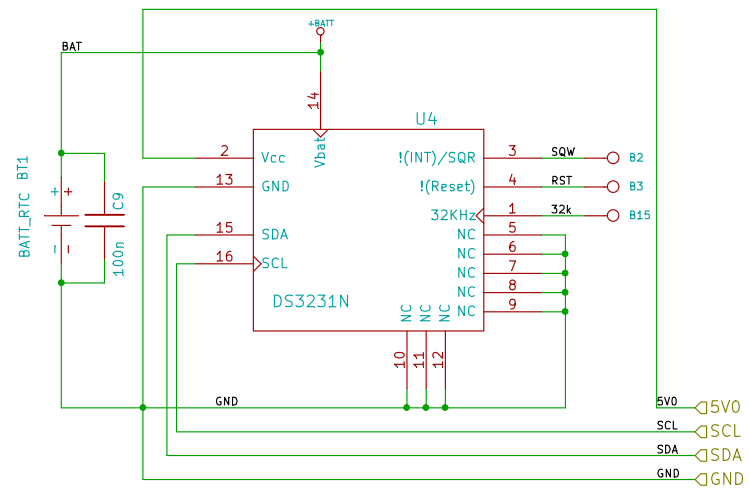 +BATT
BAT
14
U4
Vbat
2 Vcc
!(INT)/SQR 3 SQW B2
13 GND
!(Reset) 4 RST B3
32KHz 1 32k B15
15 SDA
NC 5
NC 6
16 SCL
NC 7
NC 8
NC 9
DS3231N
NC NC NC
10 11 12
BATT_RTC BT1
+ +
- -
C9
100n
GND
5V0 5V0
SCL SCL
SDA SDA
GND GND